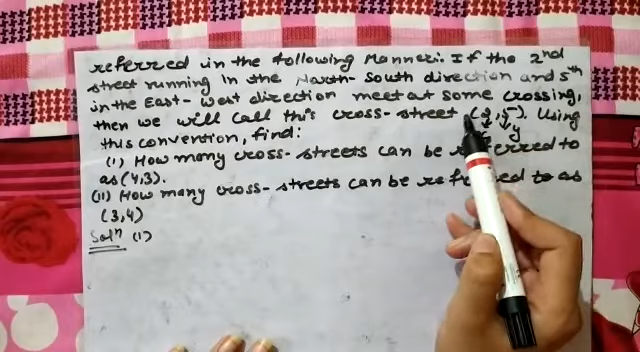 referred in the following Manner: If the 2nd
street running in the North-South direction and 5th
in the East-West direction meet at some crossing,
then we will call this cross-street (2,5). Using
x y
this convention, find:
(i) How many cross-streets can be referred to
as (4,3).
(ii) How many cross-streets can be referred to as
(3,4)
Solⁿ (i)